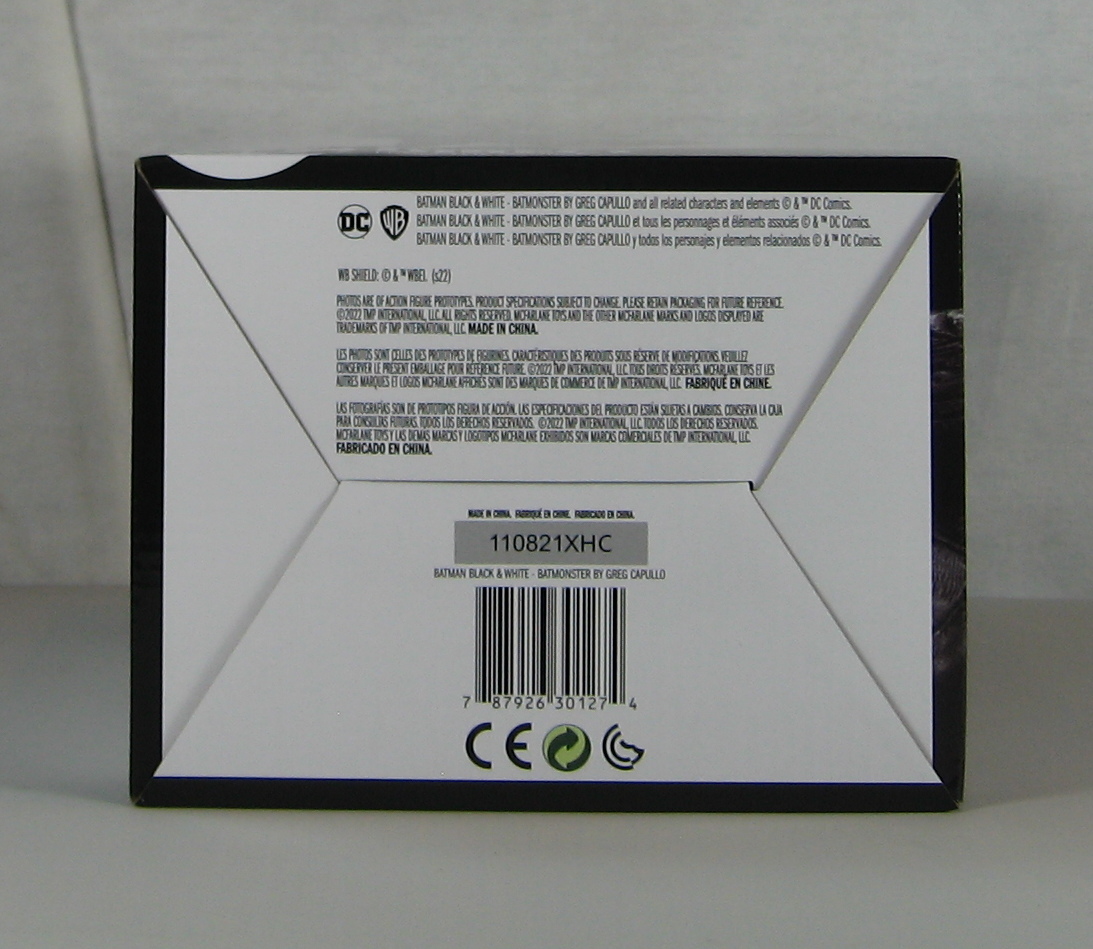 DC WB
BATMAN BLACK & WHITE - BATMONSTER BY GREG CAPULLO and all related characters and elements © & ™ DC Comics.
BATMAN BLACK & WHITE - BATMONSTER BY GREG CAPULLO et tous les personnages et éléments associés © & ™ DC Comics.
BATMAN BLACK & WHITE - BATMONSTER BY GREG CAPULLO y todos los personajes y elementos relacionados © & ™ DC Comics.
WB SHIELD: © & ™ WBEI. (s22)
PHOTOS ARE OF ACTION FIGURE PROTOTYPES. PRODUCT SPECIFICATIONS SUBJECT TO CHANGE. PLEASE RETAIN PACKAGING FOR FUTURE REFERENCE.
©2022 TMP INTERNATIONAL, LLC. ALL RIGHTS RESERVED. MCFARLANE TOYS AND THE OTHER MCFARLANE MARKS AND LOGOS DISPLAYED ARE
TRADEMARKS OF TMP INTERNATIONAL, LLC. MADE IN CHINA.
LES PHOTOS SONT CELLES DES PROTOTYPES DE FIGURINES. CARACTÉRISTIQUES DES PRODUITS SOUS RÉSERVE DE MODIFICATIONS. VEUILLEZ
CONSERVER LE PRÉSENT EMBALLAGE POUR RÉFÉRENCE FUTURE. ©2022 TMP INTERNATIONAL, LLC. TOUS DROITS RÉSERVÉS. MCFARLANE TOYS ET LES
AUTRES MARQUES ET LOGOS MCFARLANE AFFICHÉS SONT DES MARQUES DE COMMERCE DE TMP INTERNATIONAL, LLC. FABRIQUÉ EN CHINE.
LAS FOTOGRAFÍAS SON DE PROTOTIPOS FIGURA DE ACCIÓN. LAS ESPECIFICACIONES DEL PRODUCTO ESTÁN SUJETAS A CAMBIOS. CONSERVA LA CAJA
PARA CONSULTAS FUTURAS. TODOS LOS DERECHOS RESERVADOS. ©2022 TMP INTERNATIONAL, LLC. TODOS LOS DERECHOS RESERVADOS.
MCFARLANE TOYS Y LAS DEMAS MARCAS Y LOGOTIPOS MCFARLANE EXHIBIDOS SON MARCAS COMERCIALES DE TMP INTERNATIONAL, LLC.
FABRICADO EN CHINA.
MADE IN CHINA. FABRIQUÉ EN CHINE. FABRICADO EN CHINA.
110821XHC
BATMAN BLACK & WHITE - BATMONSTER BY GREG CAPULLO
7 87926 30127 4
CE